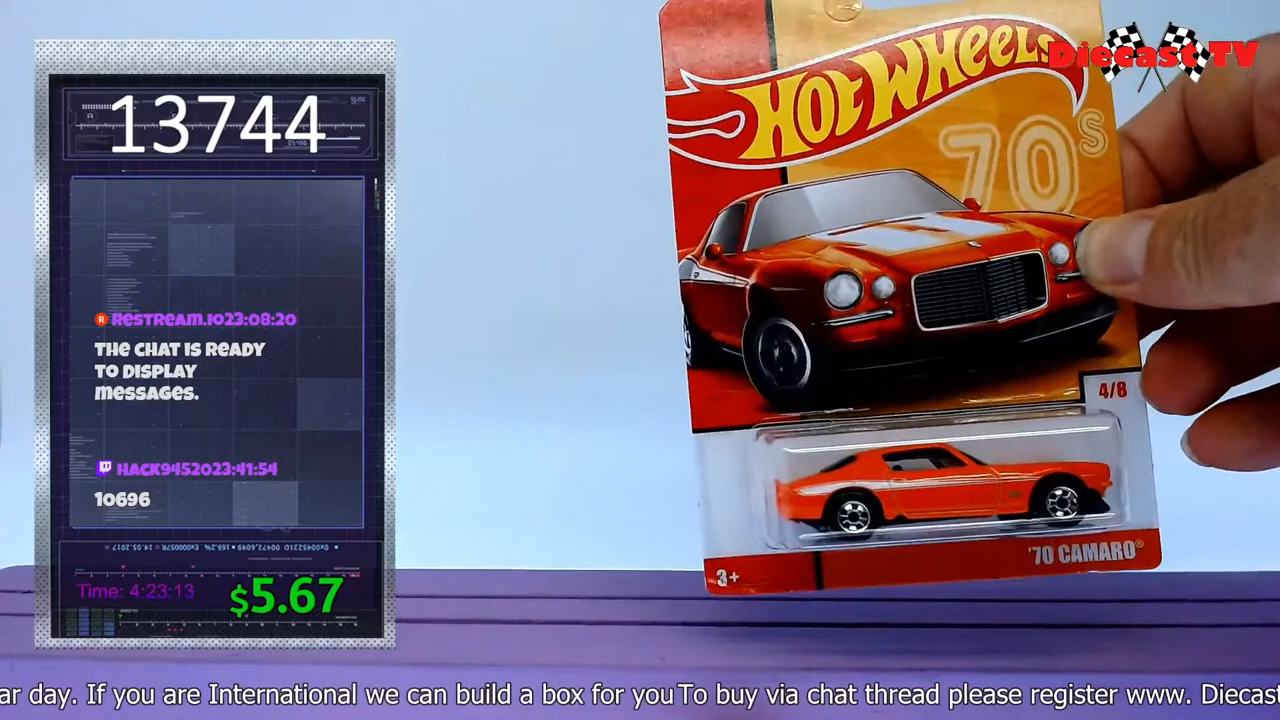 13744
RESTREAM.IO23:08:20
THE CHAT IS READY
TO DISPLAY
MESSAGES.
HACK9452023:41:54
10696
Time: 4:23:13
$5.67
HOT WHEELS
Diecast TV
70s
4/8
3+
'70 CAMARO®
ar day. If you are International we can build a box for you To buy via chat thread please register www. Diecast